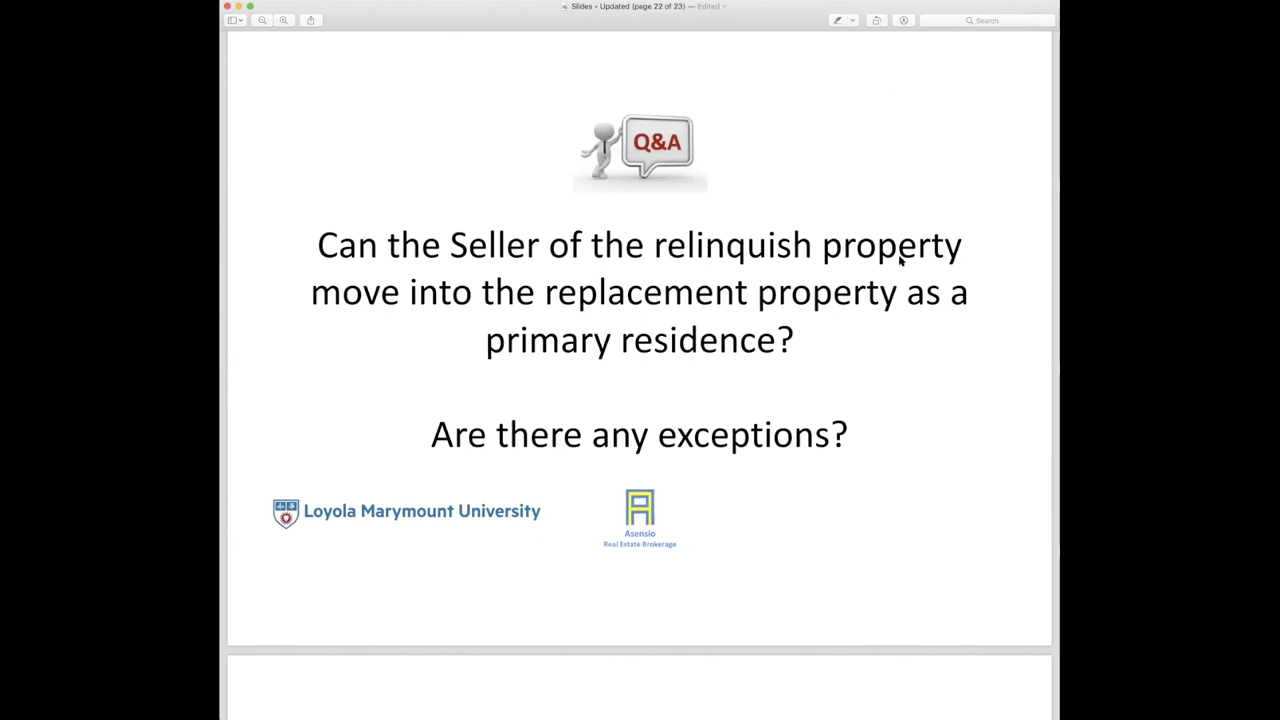 Slides - Updated (page 22 of 23) — Edited
Search
Q&A
Can the Seller of the relinquish property
move into the replacement property as a
primary residence?
Are there any exceptions?
Loyola Marymount University
Asensio
Real Estate Brokerage